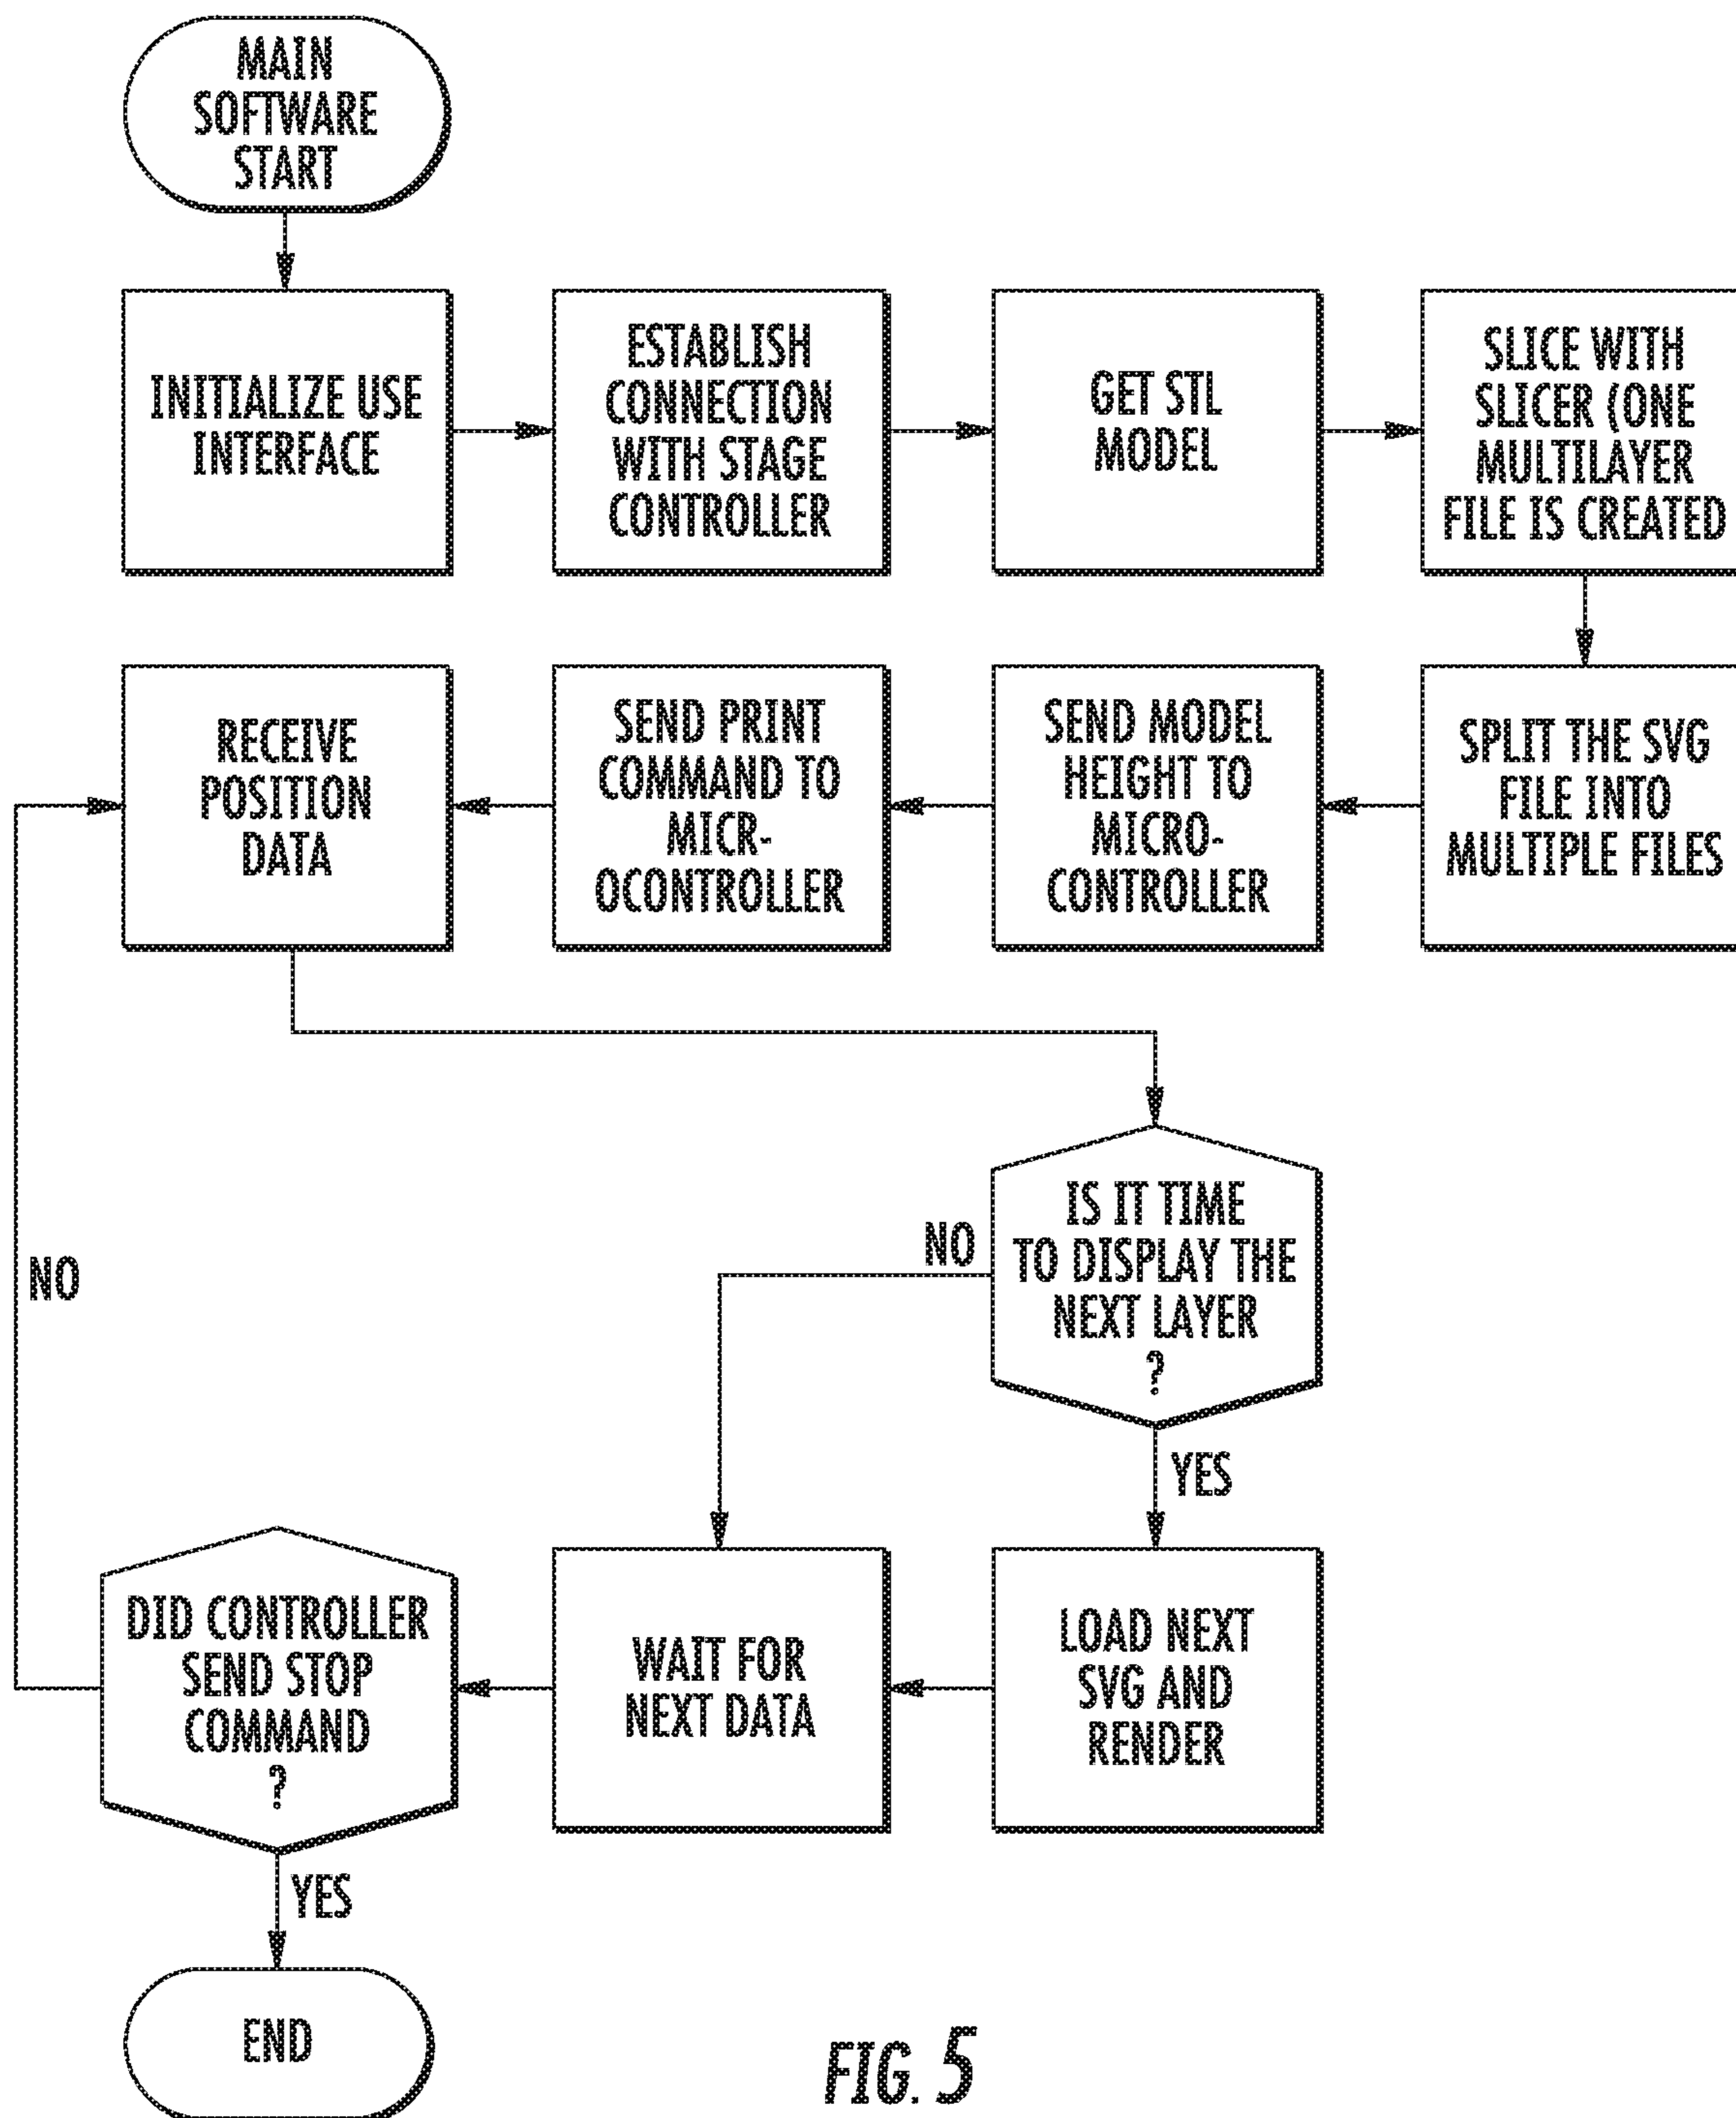 MAIN
SOFTWARE
START
INITIALIZE USE
INTERFACE
ESTABLISH
CONNECTION
WITH STAGE
CONTROLLER
GET STL
MODEL
SLICE WITH
SLICER (ONE
MULTILAYER
FILE IS CREATED
RECEIVE
POSITION
DATA
SEND PRINT
COMMAND TO
MICR-
OCONTROLLER
SEND MODEL
HEIGHT TO
MICRO-
CONTROLLER
SPLIT THE SVG
FILE INTO
MULTIPLE FILES
IS IT TIME
TO DISPLAY THE
NEXT LAYER
?
NO
NO
YES
DID CONTROLLER
SEND STOP
COMMAND
?
WAIT FOR
NEXT DATA
LOAD NEXT
SVG AND
RENDER
YES
END
FIG. 5